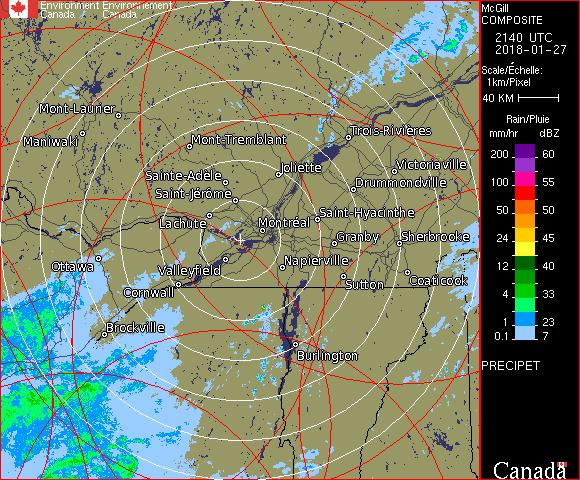 Environment Environnement
Canada Canada
McGill
COMPOSITE
2140 UTC
2018-01-27
Scale/Échelle:
1km/Pixel
40 KM
Rain/Pluie
mm/hr dBZ
200 60
100 55
50 50
24 45
12 40
4 33
1 23
0.1 7
PRECIPET
Canada
Mont-Laurier
Maniwaki
Mont-Tremblant
Trois-Rivières
Joliette
Victoriaville
Sainte-Adèle
Drummondville
Saint-Jérôme
Saint-Hyacinthe
Lachute
Montréal
Granby
Sherbrooke
Ottawa
Valleyfield
Napierville
Cornwall
Sutton
Coaticook
Brockville
Burlington